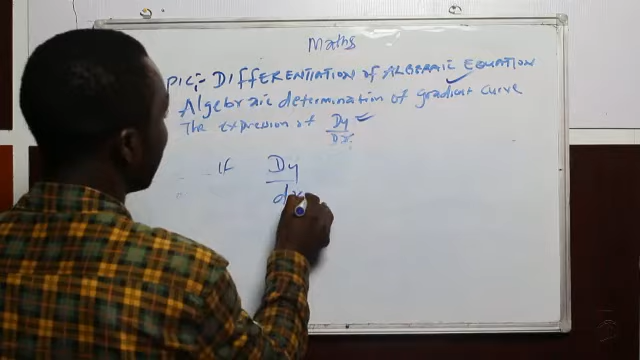 Maths
PIC:- DIFFERENTIATION of ALGEBRAIC EQUATION
Algebraic determination of gradient curve
The expression of Dy
Dx
If Dy
dx